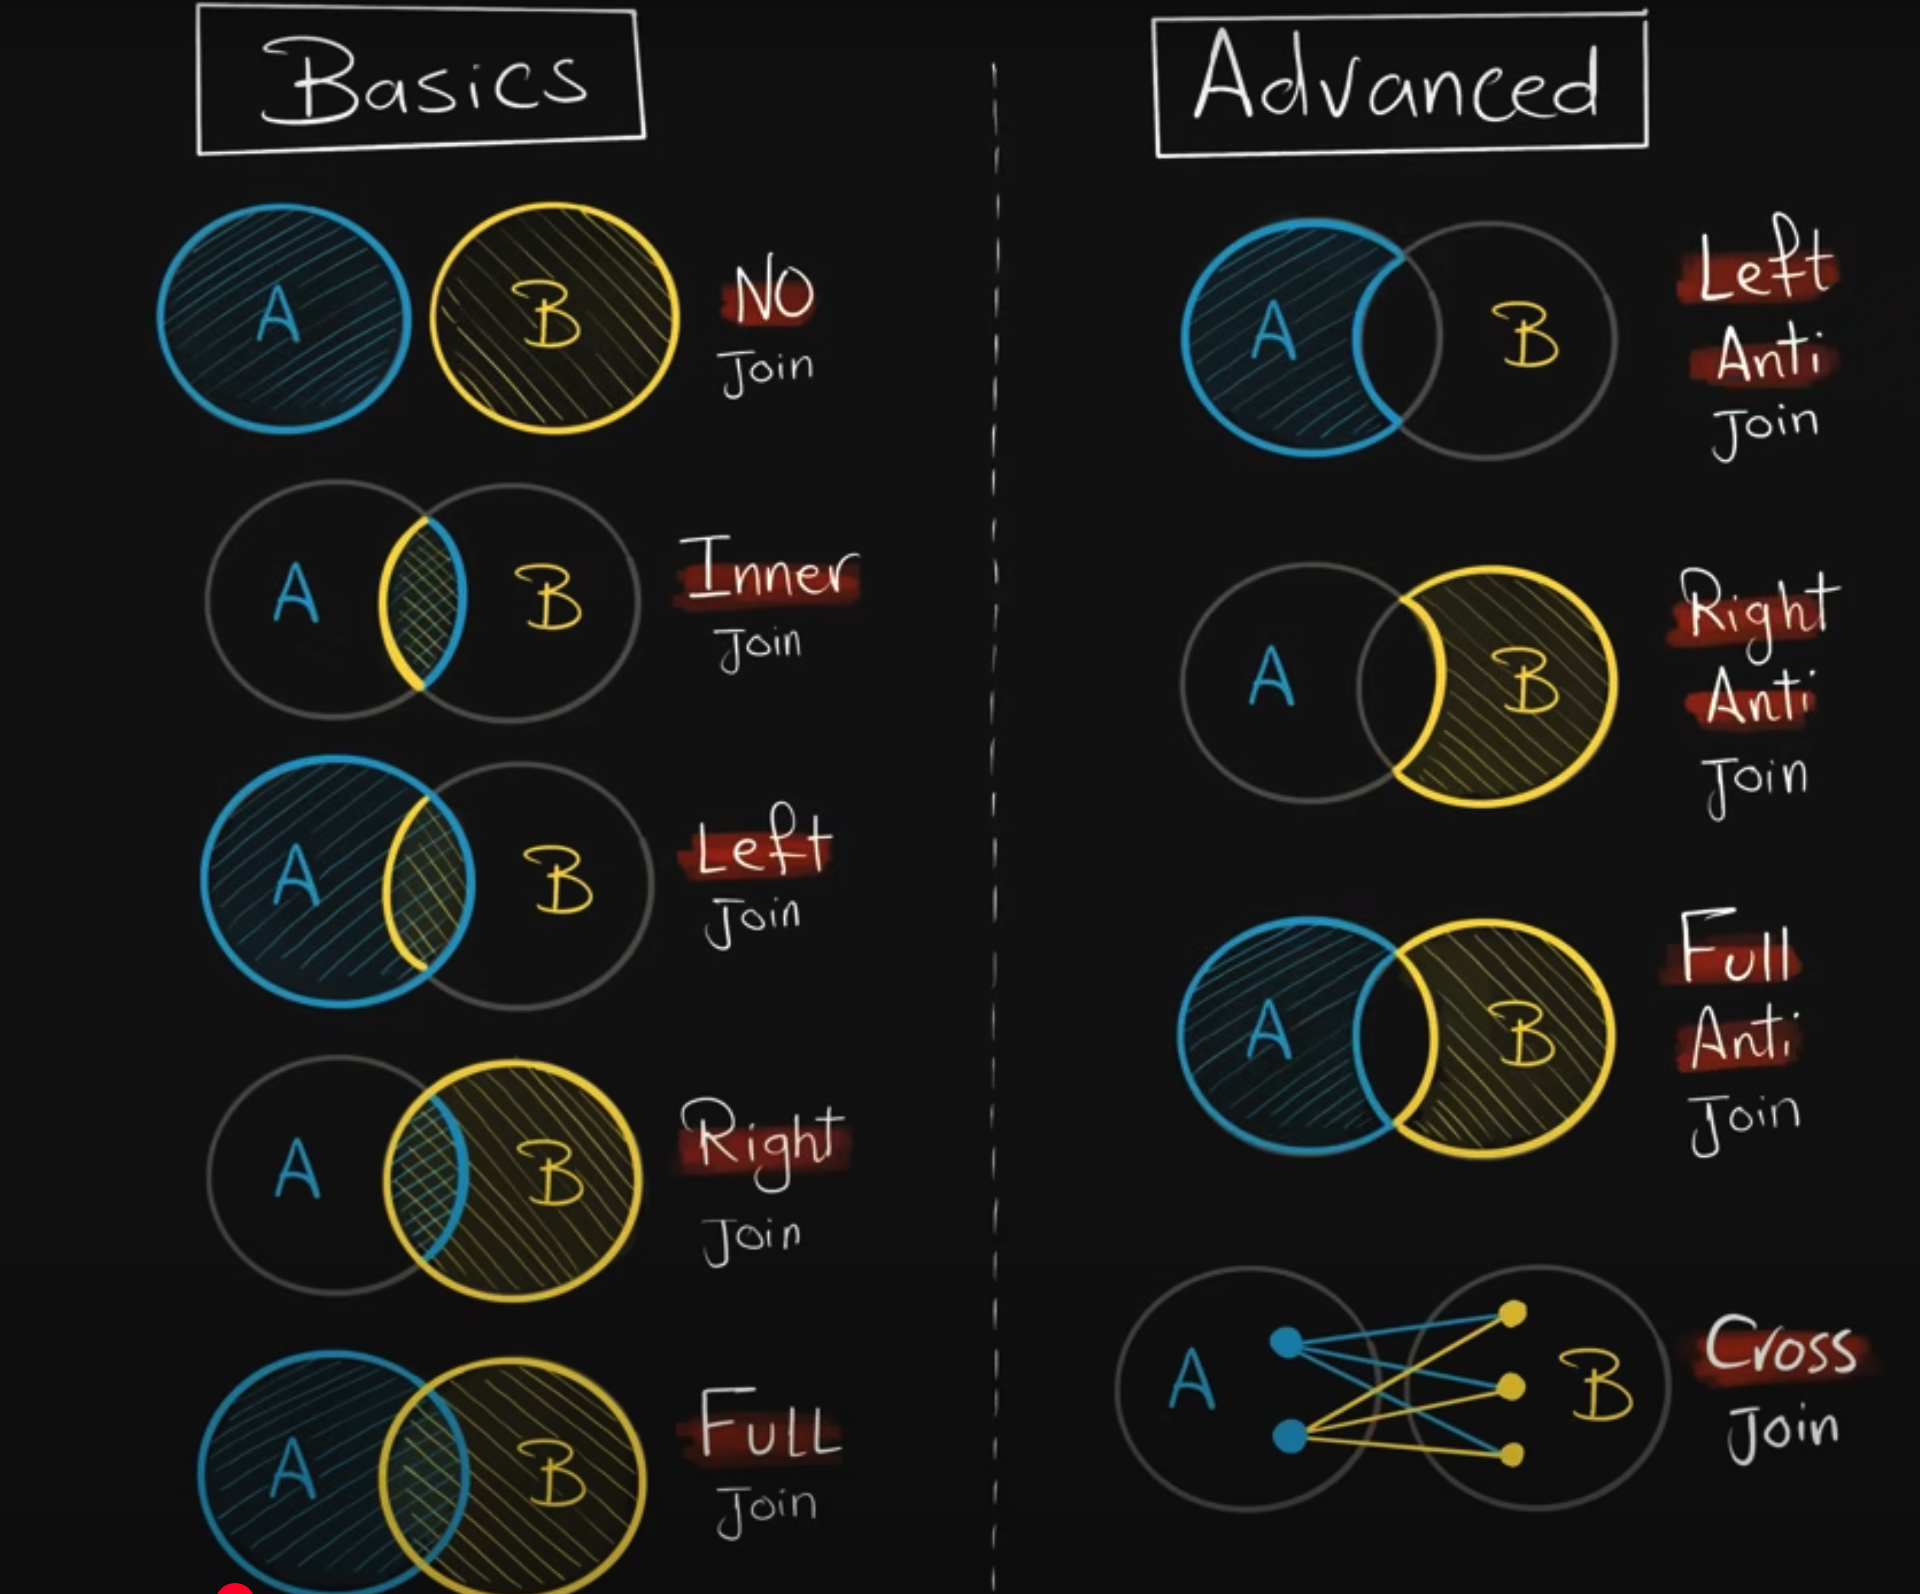 Basics
A B NO
Join
A B Inner
Join
A B Left
Join
A B Right
Join
A B FULL
Join
Advanced
A B Left
Anti
Join
A B Right
Anti
Join
A B Full
Anti
Join
A B Cross
Join